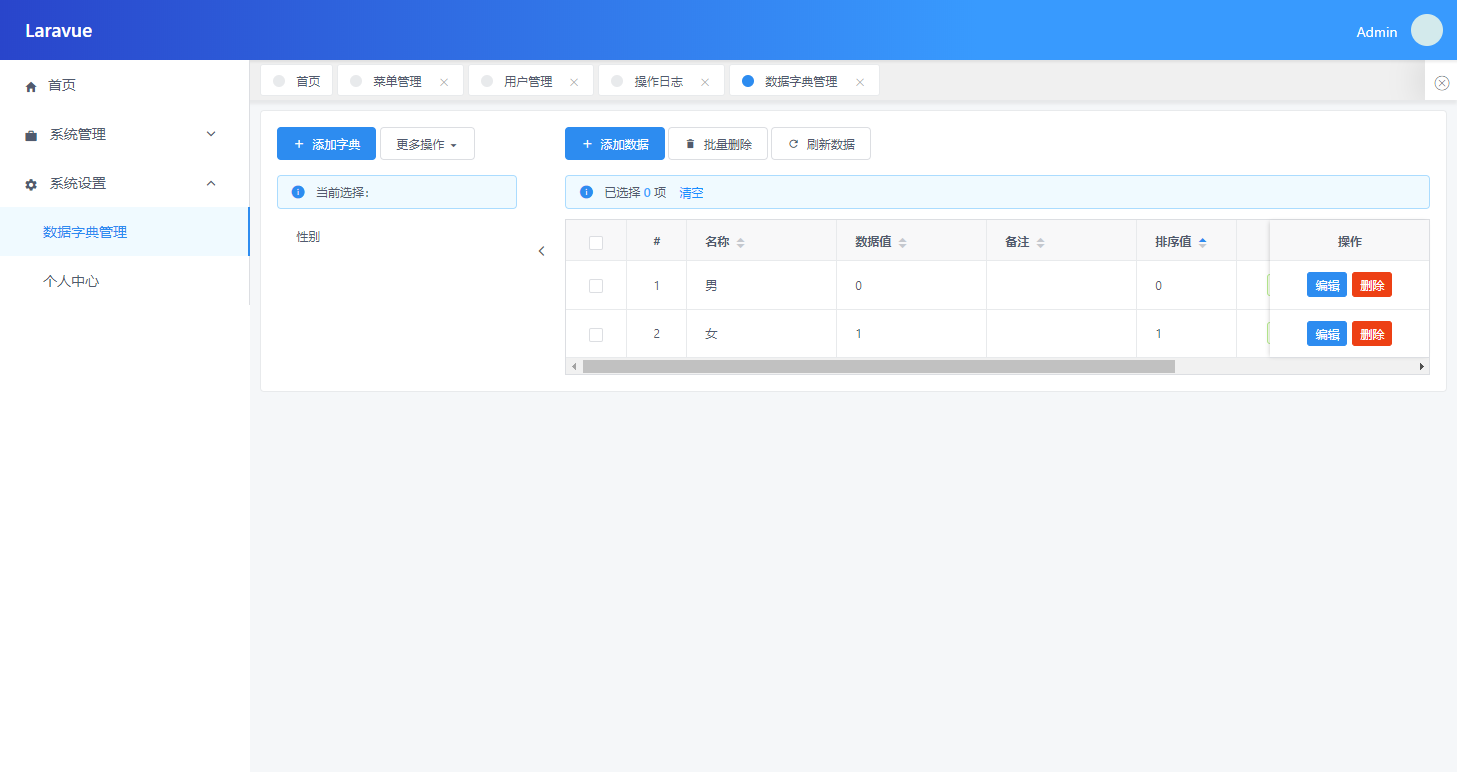 Laravue
Admin
首页
系统管理
系统设置
数据字典管理
个人中心
首页 菜单管理 用户管理 操作日志 数据字典管理
添加字典 更多操作
当前选择:
性别
添加数据 批量删除 刷新数据
已选择 0 项 清空
# 名称 数据值 备注 排序值 操作
1 男 0 0 编辑 删除
2 女 1 1 编辑 删除